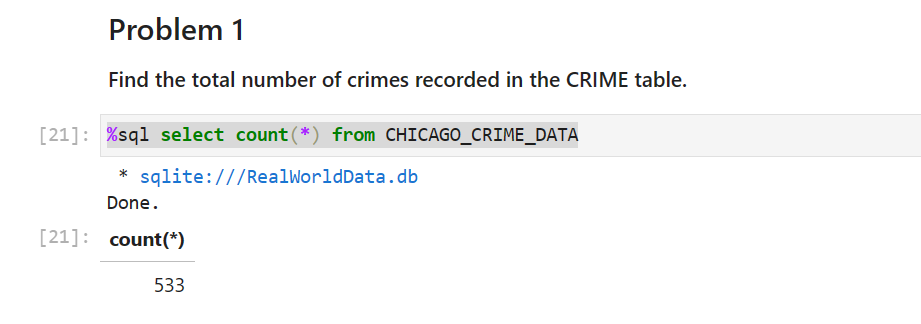 Problem 1
Find the total number of crimes recorded in the CRIME table.
[21]: %sql select count(*) from CHICAGO_CRIME_DATA
* sqlite:///RealWorldData.db
Done.
[21]: count(*)
533